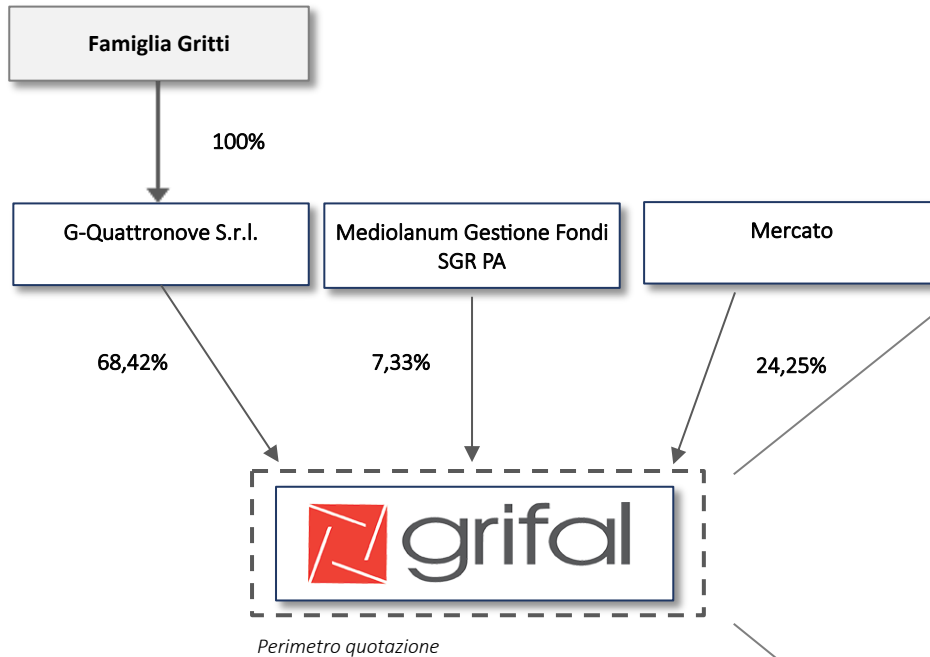 Famiglia Gritti
100%
G-Quattronove S.r.l.
Mediolanum Gestione Fondi
SGR PA
Mercato
68,42%
7,33%
24,25%
grifal
Perimetro quotazione